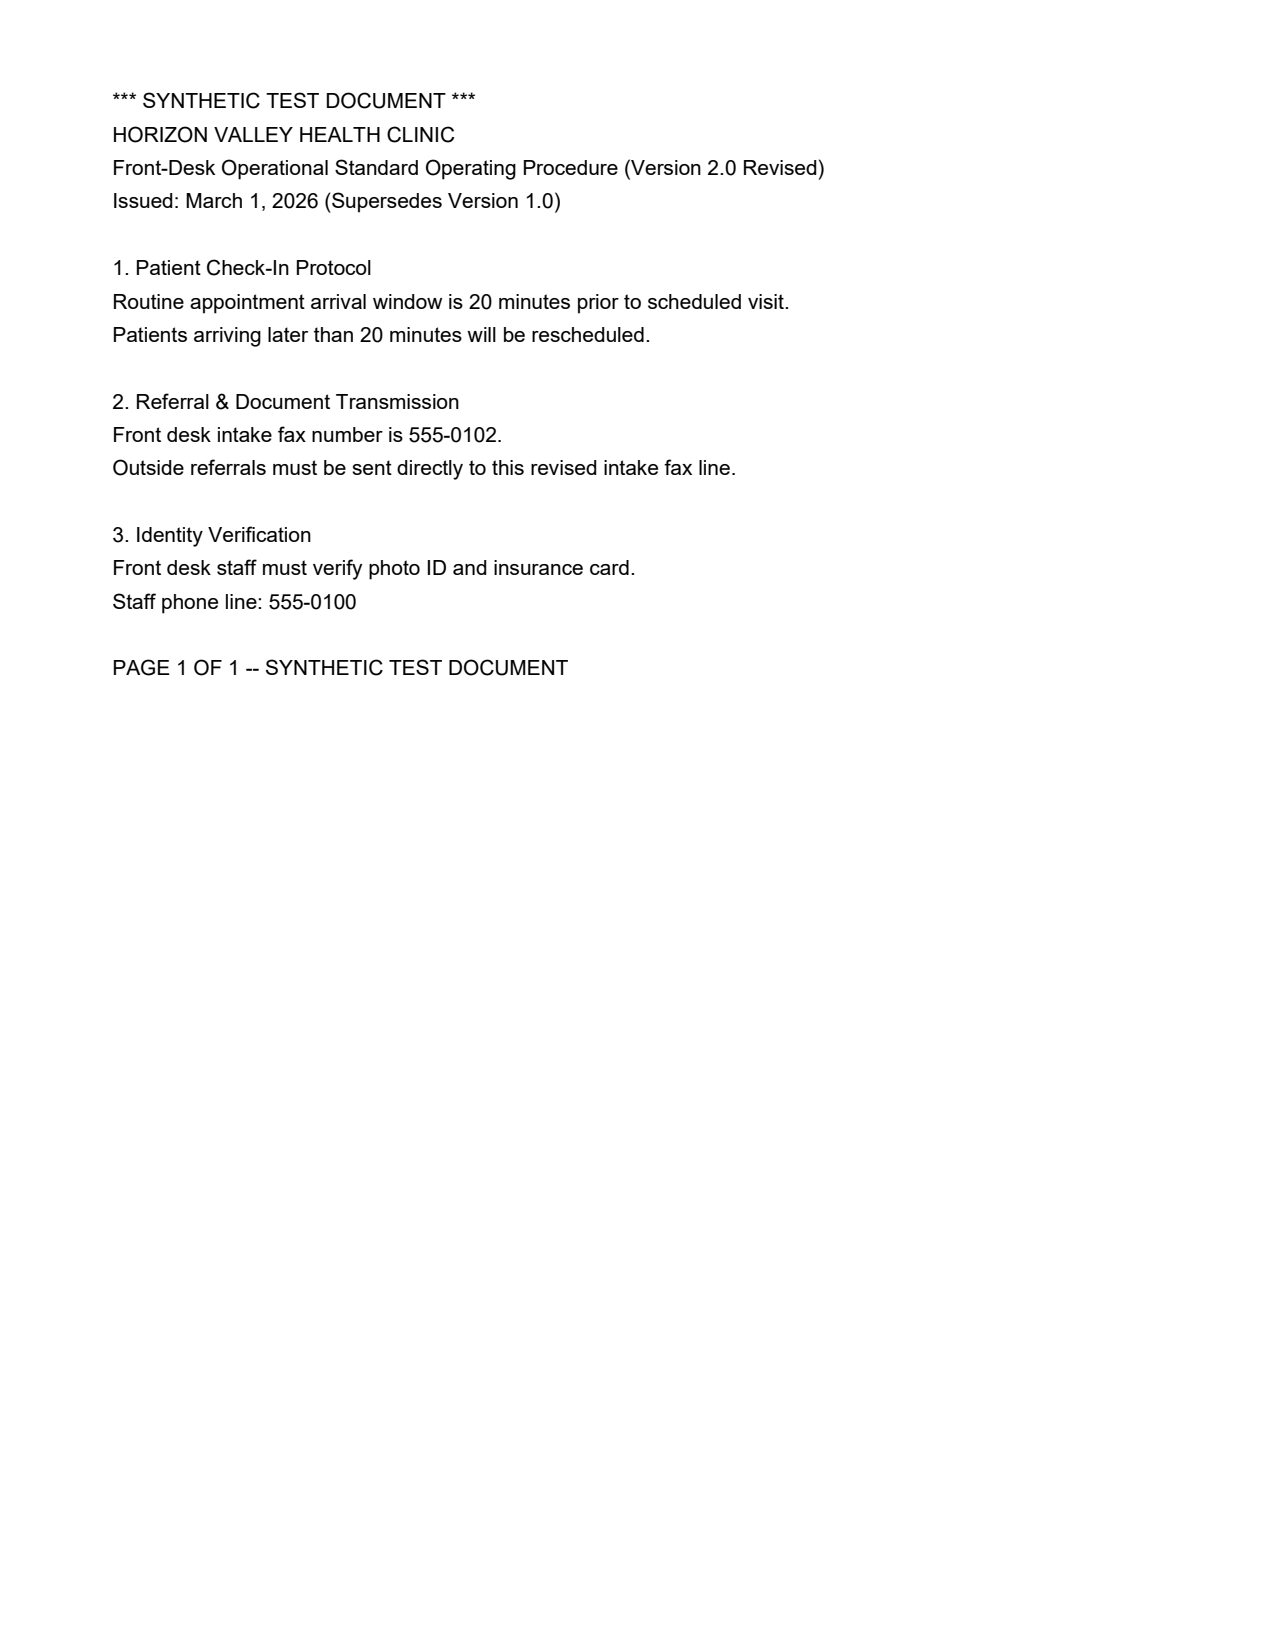 *** SYNTHETIC TEST DOCUMENT ***
HORIZON VALLEY HEALTH CLINIC
Front-Desk Operational Standard Operating Procedure (Version 2.0 Revised)
Issued: March 1, 2026 (Supersedes Version 1.0)
1. Patient Check-In Protocol
Routine appointment arrival window is 20 minutes prior to scheduled visit.
Patients arriving later than 20 minutes will be rescheduled.
2. Referral & Document Transmission
Front desk intake fax number is 555-0102.
Outside referrals must be sent directly to this revised intake fax line.
3. Identity Verification
Front desk staff must verify photo ID and insurance card.
Staff phone line: 555-0100
PAGE 1 OF 1 -- SYNTHETIC TEST DOCUMENT